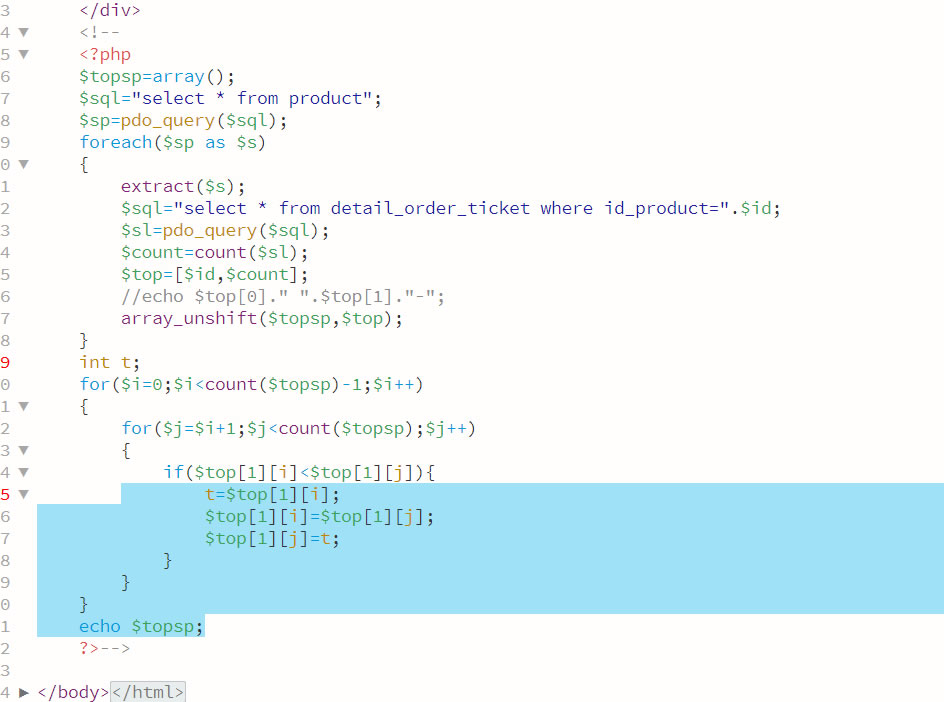 3 </div>
4 ▼ <!--
5 ▼ <?php
6 $topsp=array();
7 $sql="select * from product";
8 $sp=pdo_query($sql);
9 foreach($sp as $s)
0 ▼ {
1 extract($s);
2 $sql="select * from detail_order_ticket where id_product=".$id;
3 $sl=pdo_query($sql);
4 $count=count($sl);
5 $top=[$id,$count];
6 //echo $top[0]." ".$top[1]."-";
7 array_unshift($topsp,$top);
8 }
9 int t;
0 for($i=0;$i<count($topsp)-1;$i++)
1 ▼ {
2 for($j=$i+1;$j<count($topsp);$j++)
3 ▼ {
4 ▼ if($top[1][i]<$top[1][j]){
5 ▼ t=$top[1][i];
6 $top[1][i]=$top[1][j];
7 $top[1][j]=t;
8 }
9 }
0 }
1 echo $topsp;
2 ?>-->
3
4 ▶ </body></html>